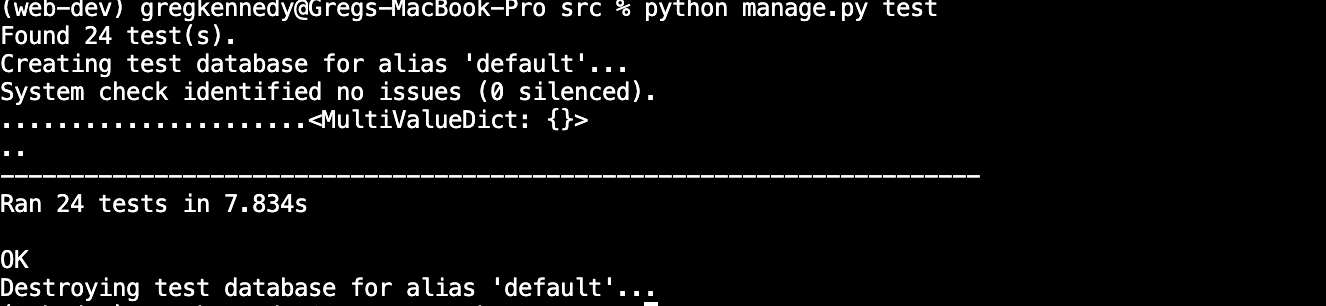 (web-dev) gregkennedy@Gregs-MacBook-Pro src % python manage.py test
Found 24 test(s).
Creating test database for alias 'default'...
System check identified no issues (0 silenced).
......................<MultiValueDict: {}>
..
----------------------------------------------------------------------
Ran 24 tests in 7.834s
OK
Destroying test database for alias 'default'...